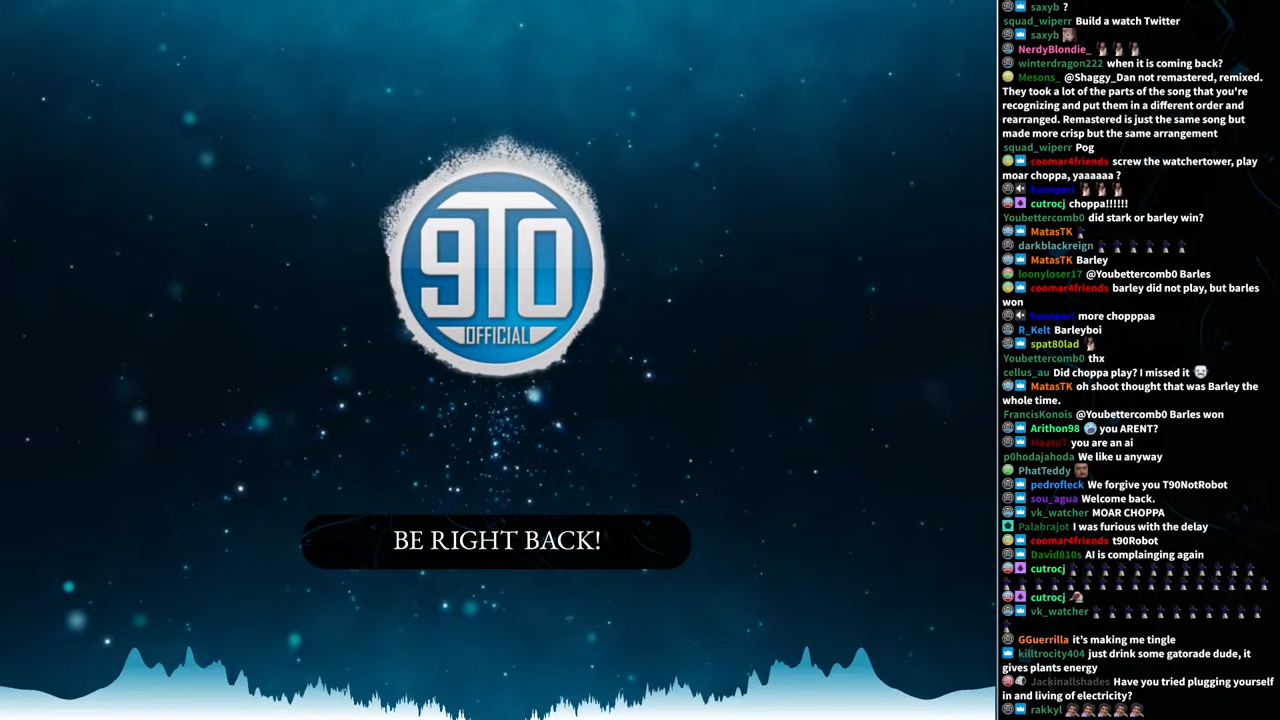 9T0
OFFICIAL
BE RIGHT BACK!
saxyb ?
squad_wiperr Build a watch Twitter
saxyb
NerdyBlondie_
winterdragon222 when it is coming back?
Mesons_ @Shaggy_Dan not remastered, remixed.
They took a lot of the parts of the song that you're
recognizing and put them in a different order and
rearranged. Remastered is just the same song but
made more crisp but the same arrangement
squad_wiperr Pog
coomar4friends screw the watchertower, play
moar choppa, yaaaaaa ?
cutrocj choppa!!!!!!
Youbettercomb0 did stark or barley win?
MatasTK
darkblackreign
MatasTK Barley
loonyloser17 @Youbettercomb0 Barles
coomar4friends barley did not play, but barles
won
more chopppaa
R_Kelt Barleyboi
spat80lad
Youbettercomb0 thx
cellus_au Did choppa play? I missed it
MatasTK oh shoot thought that was Barley the
whole time.
FrancisKonois @Youbettercomb0 Barles won
Arithon98 you ARENT?
you are an ai
p0hodajahoda We like u anyway
PhatTeddy
pedrofleck We forgive you T90NotRobot
sou_agua Welcome back.
vk_watcher MOAR CHOPPA
Palabrajot I was furious with the delay
coomar4friends t90Robot
David810s AI is complainging again
cutrocj
cutrocj
vk_watcher
GGuerrilla it's making me tingle
killtrocity404 just drink some gatorade dude, it
gives plants energy
Jackinallshades Have you tried plugging yourself
in and living of electricity?
rakkyl